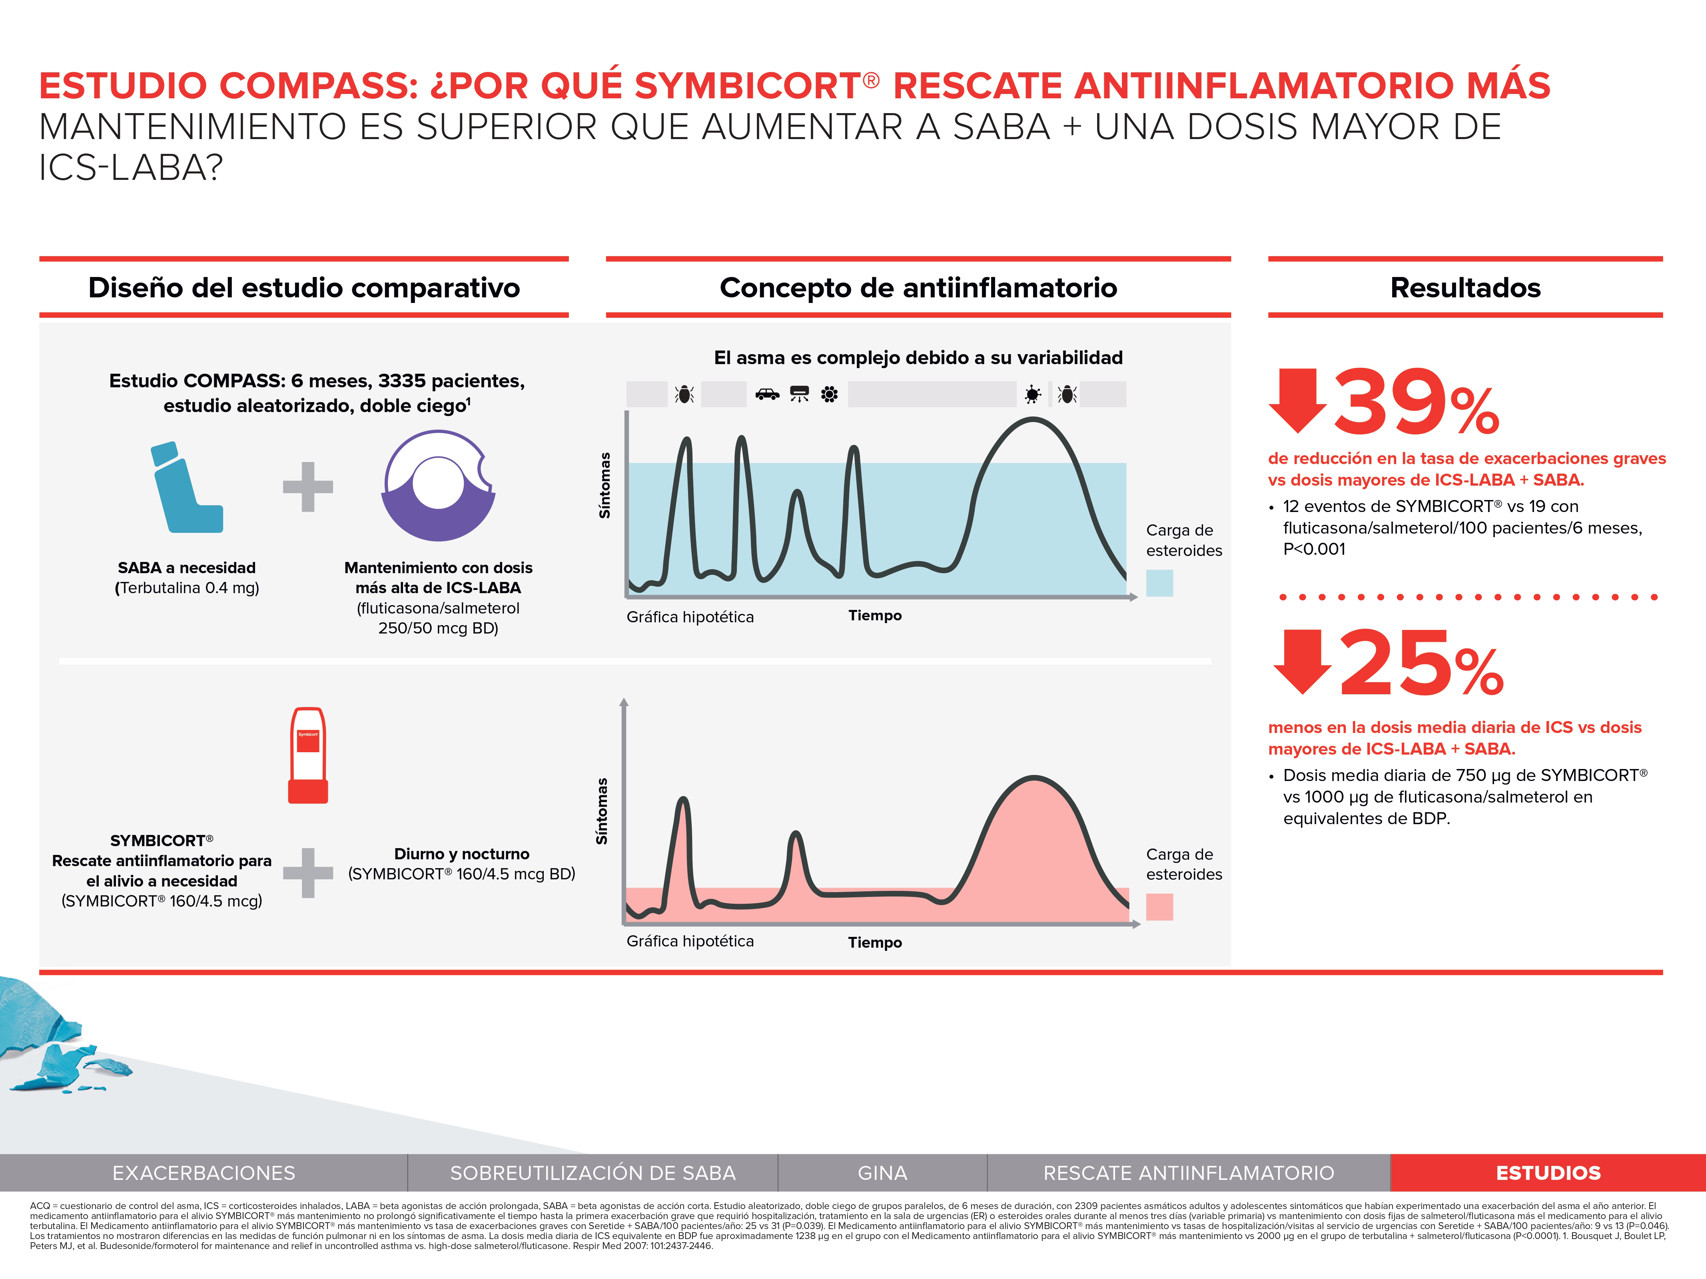 ESTUDIO COMPASS: ¿POR QUÉ SYMBICORT® RESCATE ANTIINFLAMATORIO MÁS
MANTENIMIENTO ES SUPERIOR QUE AUMENTAR A SABA + UNA DOSIS MAYOR DE
ICS-LABA?
Diseño del estudio comparativo
Estudio COMPASS: 6 meses, 3335 pacientes,
estudio aleatorizado, doble ciego¹
SABA a necesidad
(Terbutalina 0.4 mg)
Mantenimiento con dosis
más alta de ICS-LABA
(fluticasona/salmeterol
250/50 mcg BD)
Symbicort
SYMBICORT®
Rescate antiinflamatorio para
el alivio a necesidad
(SYMBICORT® 160/4.5 mcg)
Diurno y nocturno
(SYMBICORT® 160/4.5 mcg BD)
Concepto de antiinflamatorio
El asma es complejo debido a su variabilidad
Síntomas
Carga de
esteroides
Gráfica hipotética
Tiempo
Síntomas
Carga de
esteroides
Gráfica hipotética
Tiempo
Resultados
39%
de reducción en la tasa de exacerbaciones graves
vs dosis mayores de ICS-LABA + SABA.
• 12 eventos de SYMBICORT® vs 19 con
fluticasona/salmeterol/100 pacientes/6 meses,
P<0.001
25%
menos en la dosis media diaria de ICS vs dosis
mayores de ICS-LABA + SABA.
• Dosis media diaria de 750 µg de SYMBICORT®
vs 1000 µg de fluticasona/salmeterol en
equivalentes de BDP.
EXACERBACIONES
SOBREUTILIZACIÓN DE SABA
GINA
RESCATE ANTIINFLAMATORIO
ESTUDIOS
ACQ = cuestionario de control del asma, ICS = corticosteroides inhalados, LABA = beta agonistas de acción prolongada, SABA = beta agonistas de acción corta. Estudio aleatorizado, doble ciego de grupos paralelos, de 6 meses de duración, con 2309 pacientes asmáticos adultos y adolescentes sintomáticos que habían experimentado una exacerbación del asma el año anterior. El
medicamento antiinflamatorio para el alivio SYMBICORT® más mantenimiento no prolongó significativamente el tiempo hasta la primera exacerbación grave que requirió hospitalización, tratamiento en la sala de urgencias (ER) o esteroides orales durante al menos tres días (variable primaria) vs mantenimiento con dosis fijas de salmeterol/fluticasona más el medicamento para el alivio
terbutalina. El Medicamento antiinflamatorio para el alivio SYMBICORT® más mantenimiento vs tasa de exacerbaciones graves con Seretide + SABA/100 pacientes/año: 25 vs 31 (P=0.039). El Medicamento antiinflamatorio para el alivio SYMBICORT® más mantenimiento vs tasas de hospitalización/visitas al servicio de urgencias con Seretide + SABA/100 pacientes/año: 9 vs 13 (P=0.046).
Los tratamientos no mostraron diferencias en las medidas de función pulmonar ni en los síntomas de asma. La dosis media diaria de ICS equivalente en BDP fue aproximadamente 1238 µg en el grupo con el Medicamento antiinflamatorio para el alivio SYMBICORT® más mantenimiento vs 2000 µg en el grupo de terbutalina + salmeterol/fluticasona (P<0.0001). 1. Bousquet J, Boulet LP,
Peters MJ, et al. Budesonide/formoterol for maintenance and relief in uncontrolled asthma vs. high-dose salmeterol/fluticasone. Respir Med 2007: 101:2437-2446.